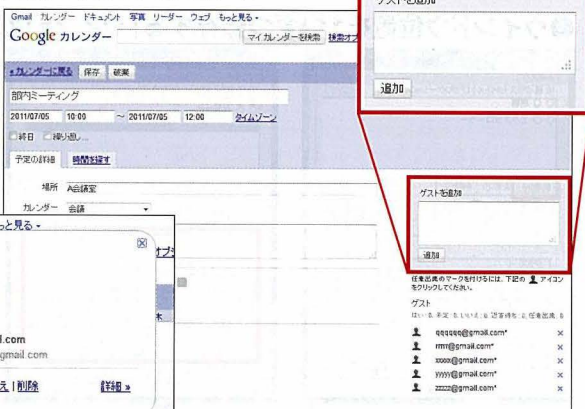 Gmail カレンダー ドキュメント 写真 リーダー ウェブ もっと見る
Google カレンダー
マイカレンダーを検索 検索オプ
«カレンダーに戻る 保存 破棄
部内ミーティング
2011/07/05 10:00 ～ 2011/07/05 12:00 タイムゾーン
終日 繰り返し...
予定の詳細 時間を探す
場所 A会議室
カレンダー 会議
ゲストを追加
追加
ゲストを追加
追加
任意出席のマークを付けるには、下記の アイコンをクリックしてください。
ゲスト
qqqqqq@gmail.com*
rrrrr@gmail.com*
xxxxx@gmail.com*
yyyyy@gmail.com*
zzzzz@gmail.com*
っと見る
オプシ
l.com
gmail.com
え | 削除 詳細 »